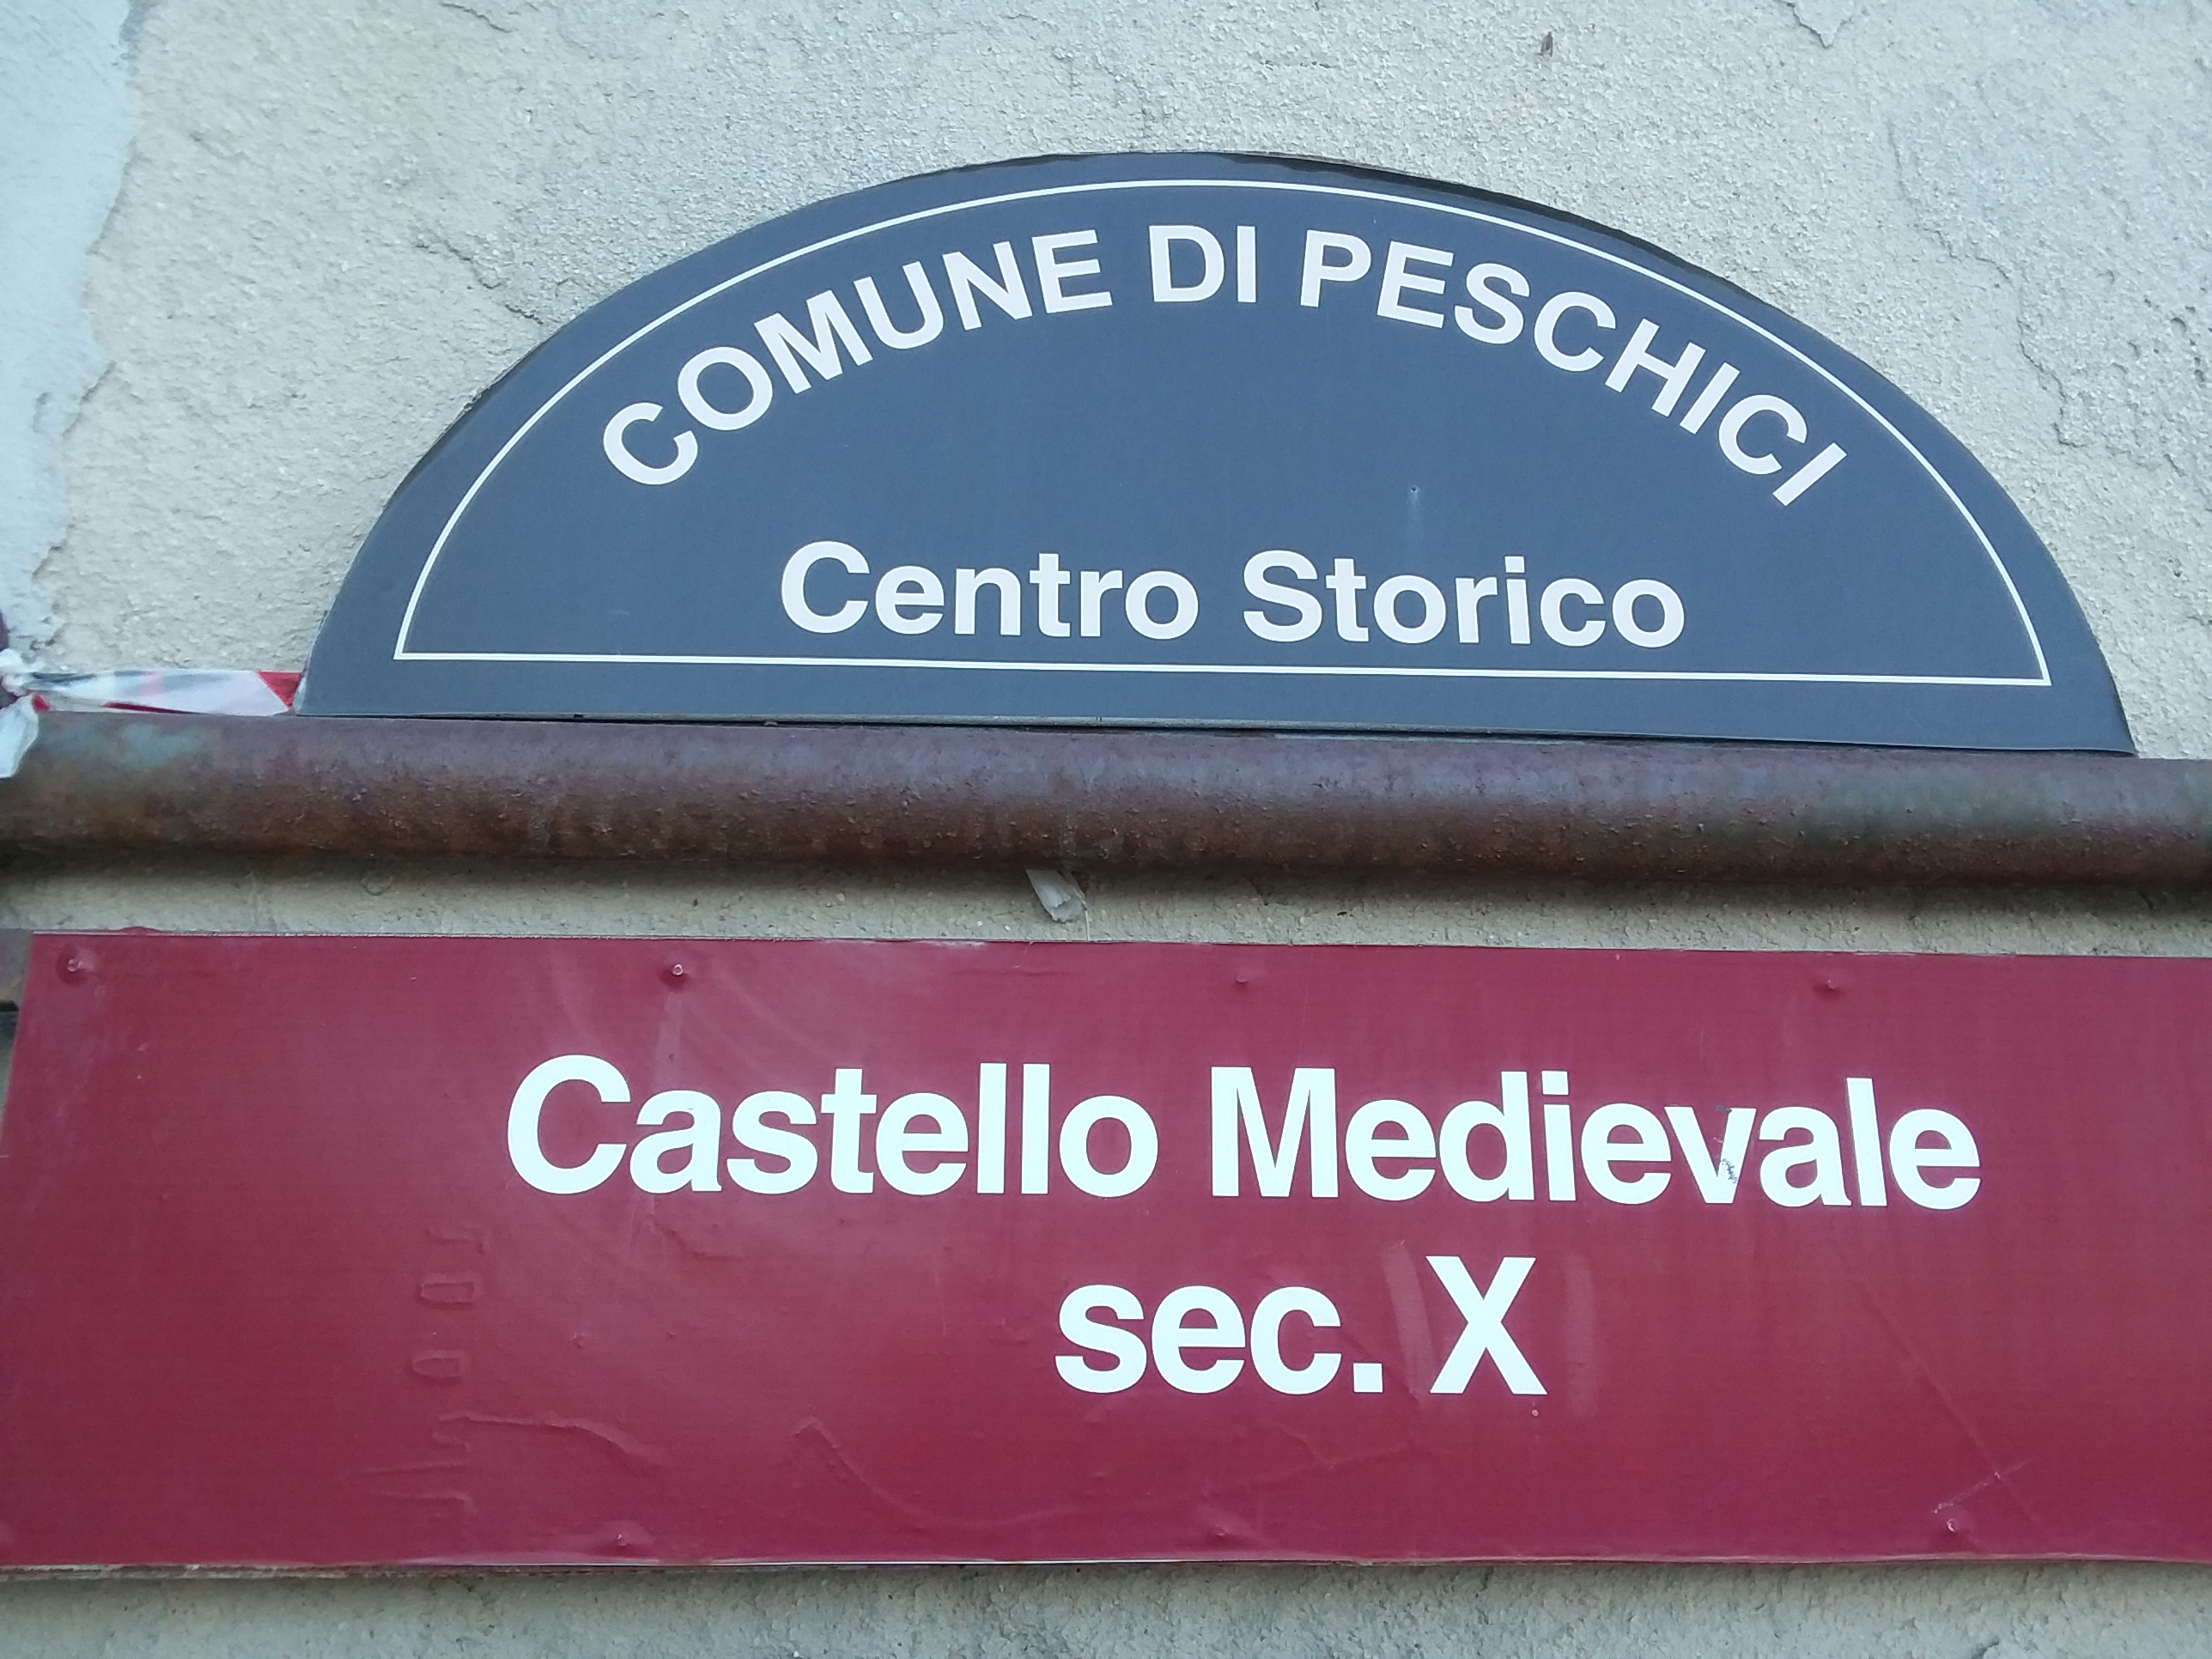 COMUNE DI PESCHICI
Centro Storico
Castello Medievale
sec. X